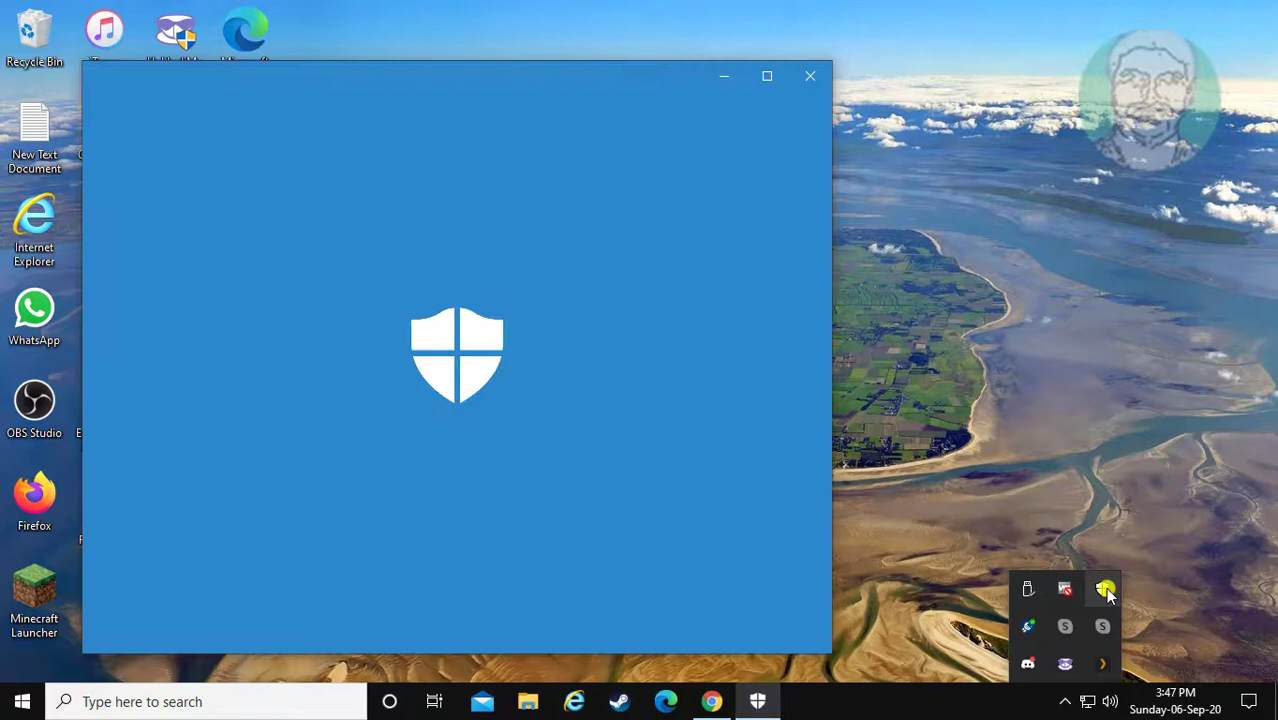 Recycle Bin
New Text
Document
Internet
Explorer
WhatsApp
OBS Studio
Firefox
Minecraft
Launcher
Type here to search
3:47 PM
Sunday-06-Sep-20